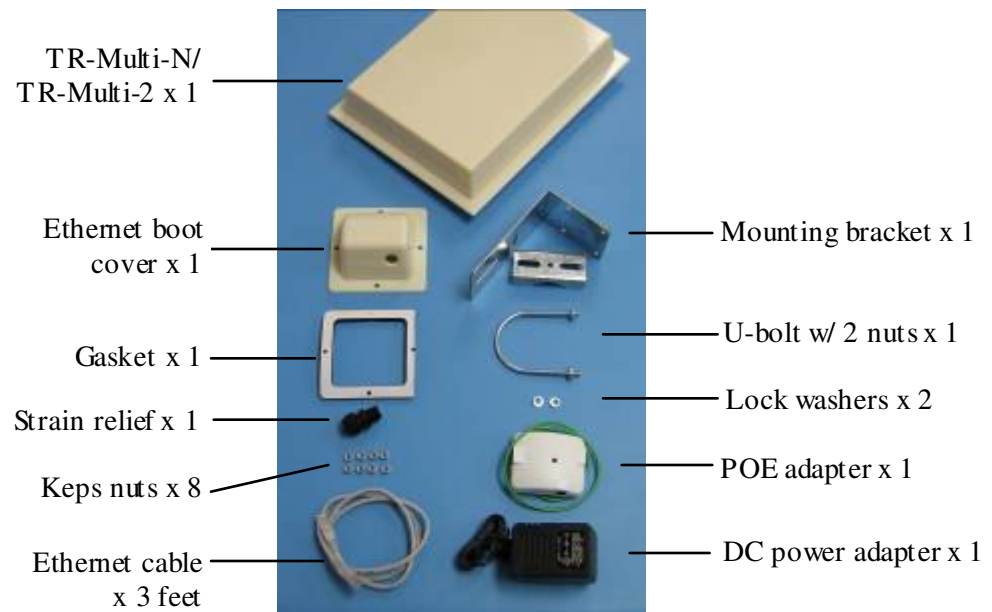 TR-Multi-N/
TR-Multi-2 x 1
Ethernet boot
cover x 1
Gasket x 1
Strain relief x 1
Keps nuts x 8
Ethernet cable
x 3 feet
Mounting bracket x 1
U-bolt w/ 2 nuts x 1
Lock washers x 2
POE adapter x 1
DC power adapter x 1